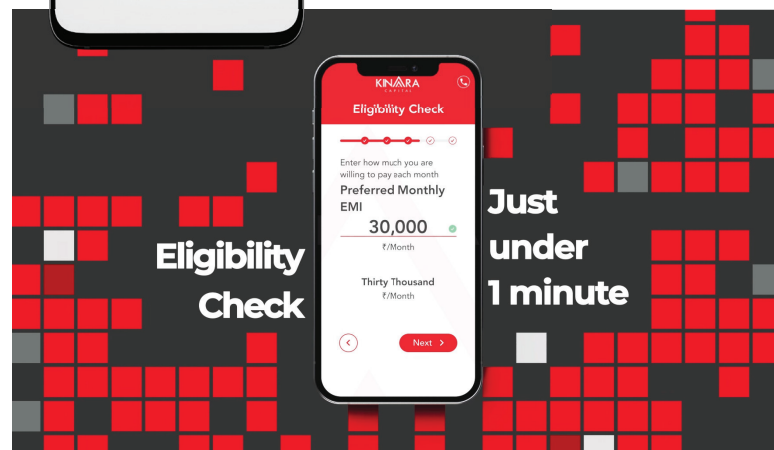 KINARA
CAPITAL
Eligibility Check
Enter how much you are
willing to pay each month
Preferred Monthly
EMI
30,000
₹/Month
Thirty Thousand
₹/Month
Next >
Eligibility
Check
Just
under
1 minute